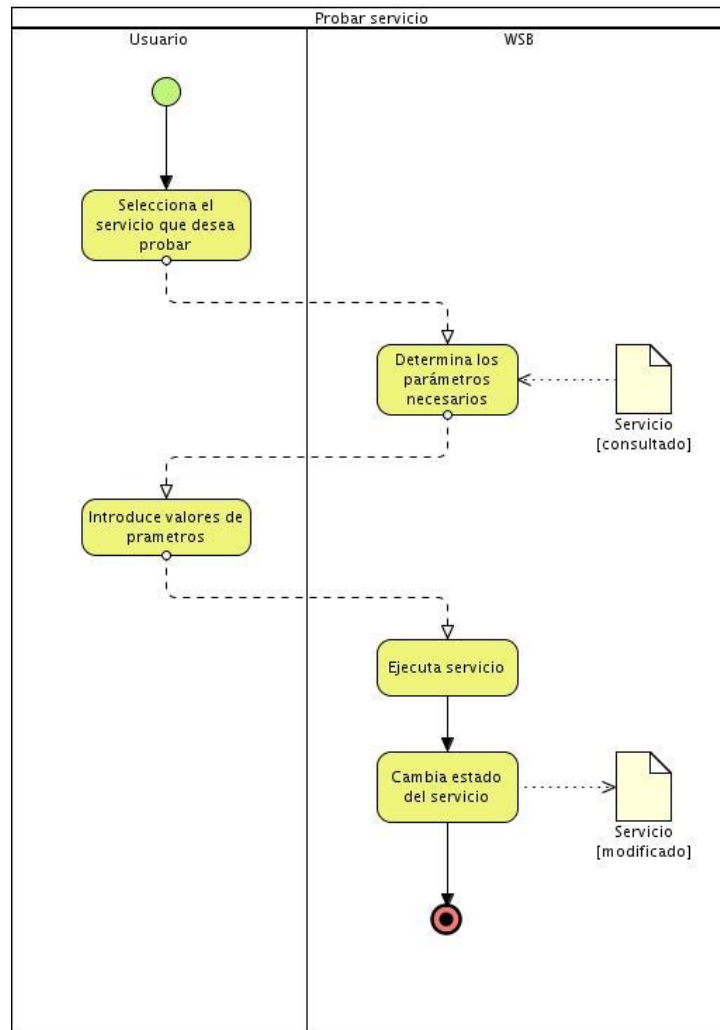 Probar servicio
Usuario
WSB
Selecciona el
servicio que desea
probar
Determina los
parámetros
necesarios
Servicio
[consultado]
Introduce valores de
prametros
Ejecuta servicio
Cambia estado
del servicio
Servicio
[modificado]